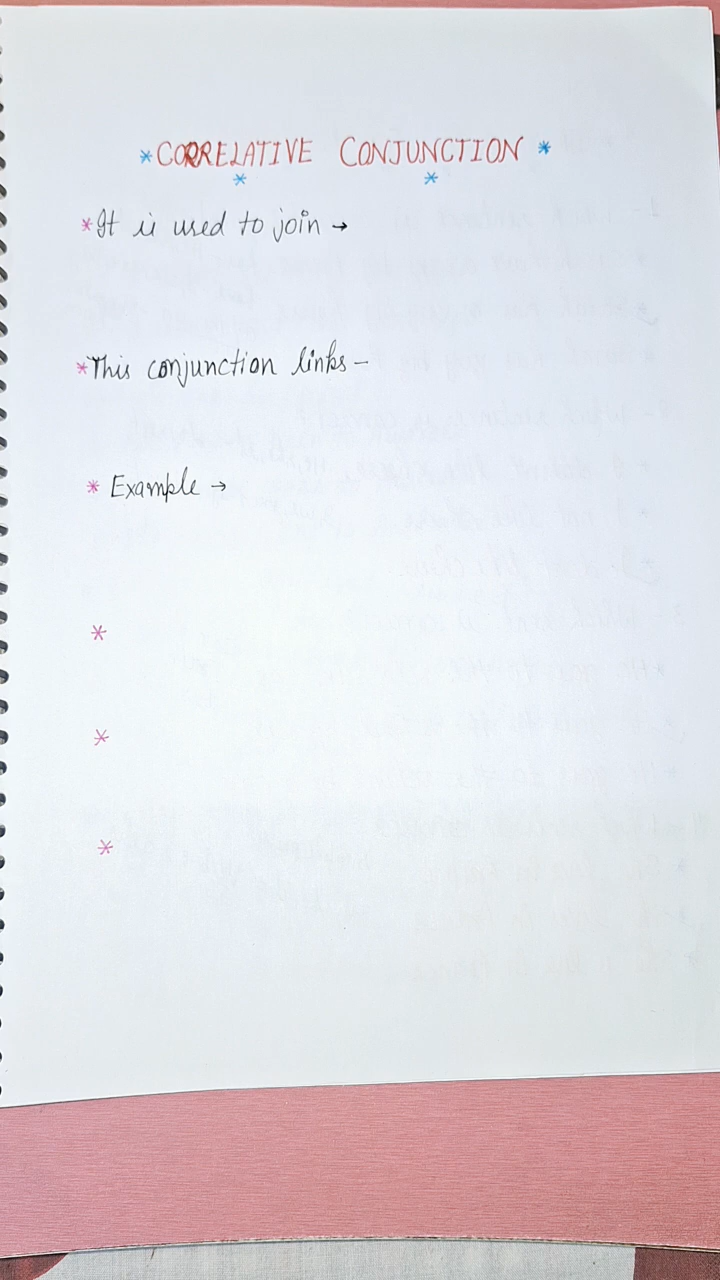 *CORRELATIVE CONJUNCTION *
* *
*It is used to join →
*This conjunction links –
* Example →
*
*
*